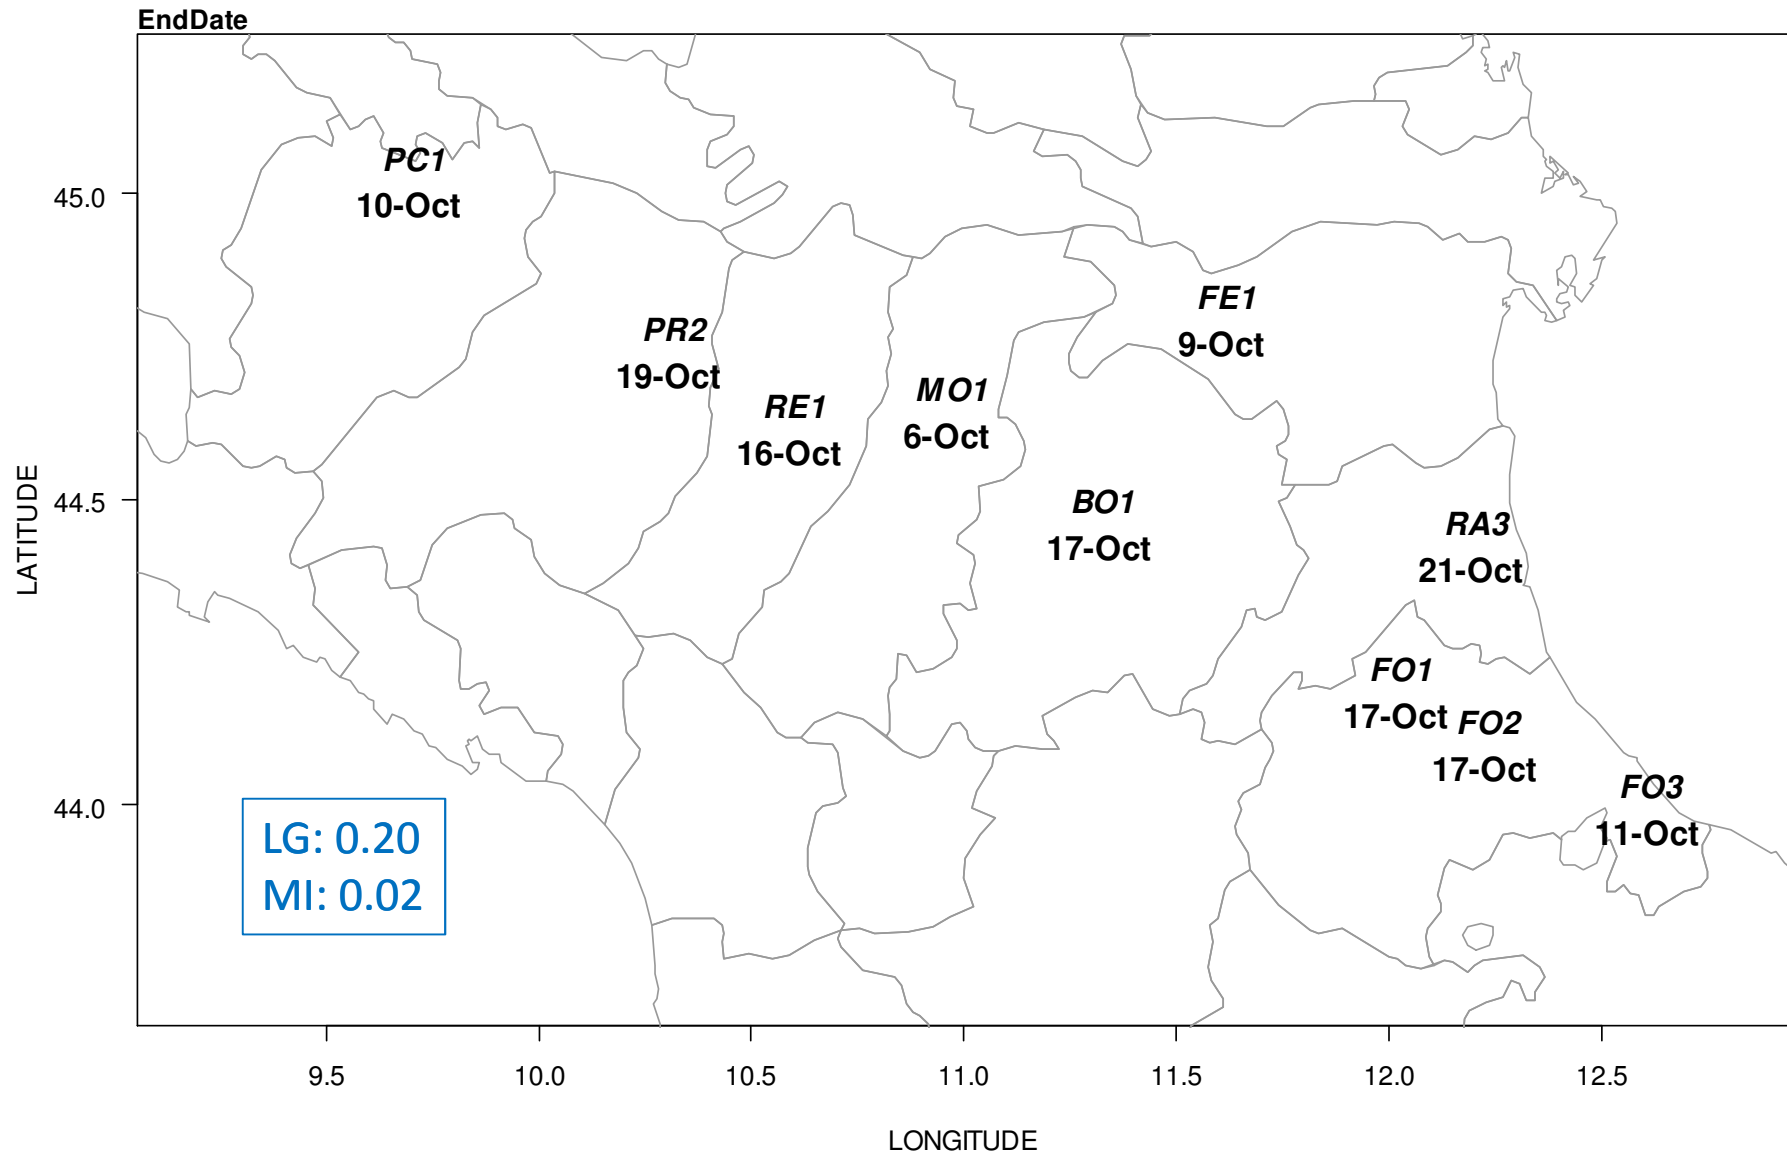 EndDate
PC1
10-Oct
45.0
FE1
9-Oct
PR2
19-Oct
RE1
16-Oct
MO1
6-Oct
BO1
17-Oct
44.5
LATITUDE
RA3
21-Oct
FO1
17-Oct
FO2
17-Oct
FO3
11-Oct
44.0
LG: 0.20
MI: 0.02
9.5 10.0 10.5 11.0 11.5 12.0 12.5
LONGITUDE